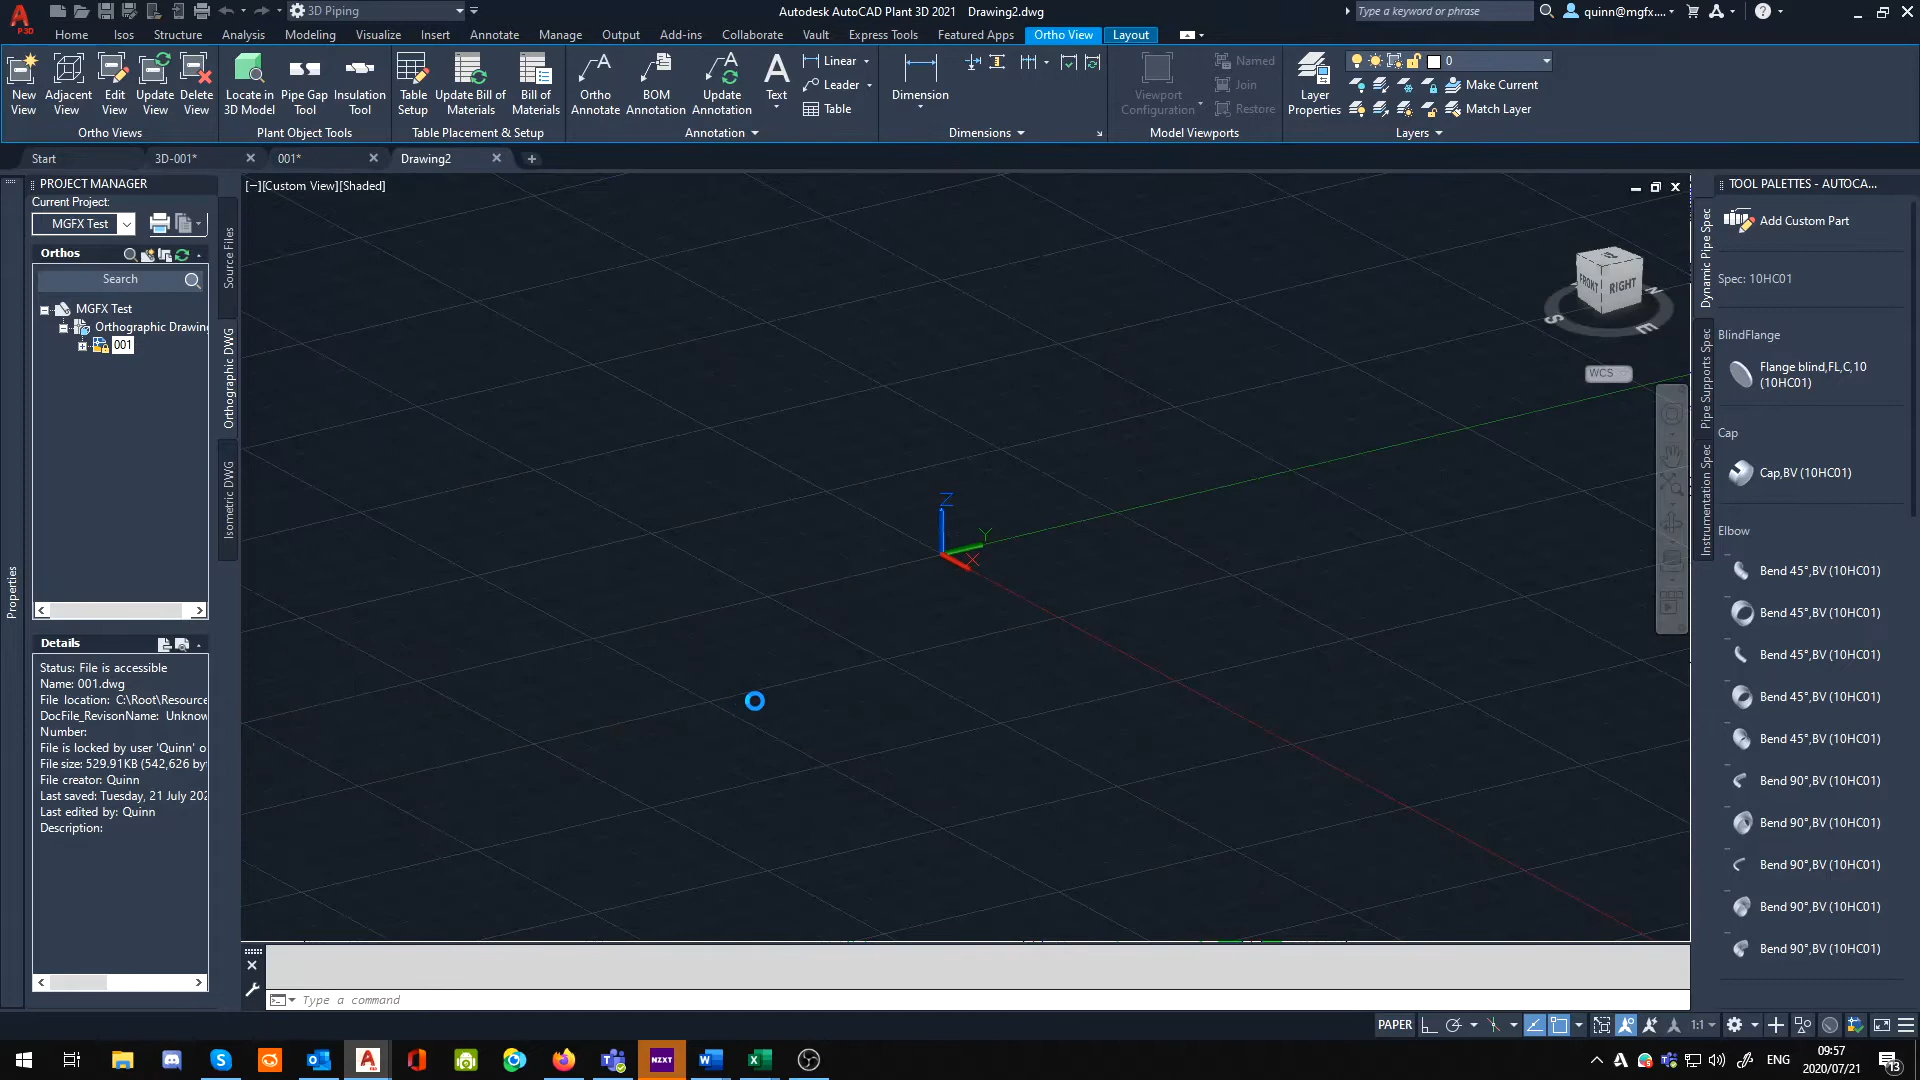 3D Piping
Autodesk AutoCAD Plant 3D 2021 Drawing2.dwg
Type a keyword or phrase
quinn@mgfx....
P3D
Home Isos Structure Analysis Modeling Visualize Insert Annotate Manage Output Add-ins Collaborate Vault Express Tools Featured Apps Ortho View Layout
New View
Adjacent View
Edit View
Update View
Delete View
Ortho Views
Locate in 3D Model
Pipe Gap Tool
Insulation Tool
Plant Object Tools
Table Setup
Update Bill of Materials
Bill of Materials
Table Placement & Setup
Ortho Annotate
BOM Annotation
Update Annotation
Text
Linear
Leader
Table
Annotation
Dimension
Dimensions
Viewport Configuration
Named
Join
Restore
Model Viewports
Layer Properties
0
Make Current
Match Layer
Layers
Start 3D-001* 001* Drawing2
PROJECT MANAGER
Current Project:
MGFX Test
Orthos
Search
MGFX Test
Orthographic Drawing
001
Source Files
Orthographic DWG
Isometric DWG
Properties
Details
Status: File is accessible
Name: 001.dwg
File location: C:\Root\Resource
DocFile_RevisonName: Unknow
Number:
File is locked by user 'Quinn' o
File size: 529.91KB (542,626 by
File creator: Quinn
Last saved: Tuesday, 21 July 202
Last edited by: Quinn
Description:
[−][Custom View][Shaded]
FRONT RIGHT
S E
WCS
Z
Y
X
Type a command
TOOL PALETTES - AUTOCA...
Dynamic Pipe Spec
Pipe Supports Spec
Instrumentation Spec
Add Custom Part
Spec: 10HC01
BlindFlange
Flange blind,FL,C,10 (10HC01)
Cap
Cap,BV (10HC01)
Elbow
Bend 45°,BV (10HC01)
Bend 45°,BV (10HC01)
Bend 45°,BV (10HC01)
Bend 45°,BV (10HC01)
Bend 45°,BV (10HC01)
Bend 90°,BV (10HC01)
Bend 90°,BV (10HC01)
Bend 90°,BV (10HC01)
Bend 90°,BV (10HC01)
Bend 90°,BV (10HC01)
PAPER
1:1
NZXT
ENG
09:57
2020/07/21
13